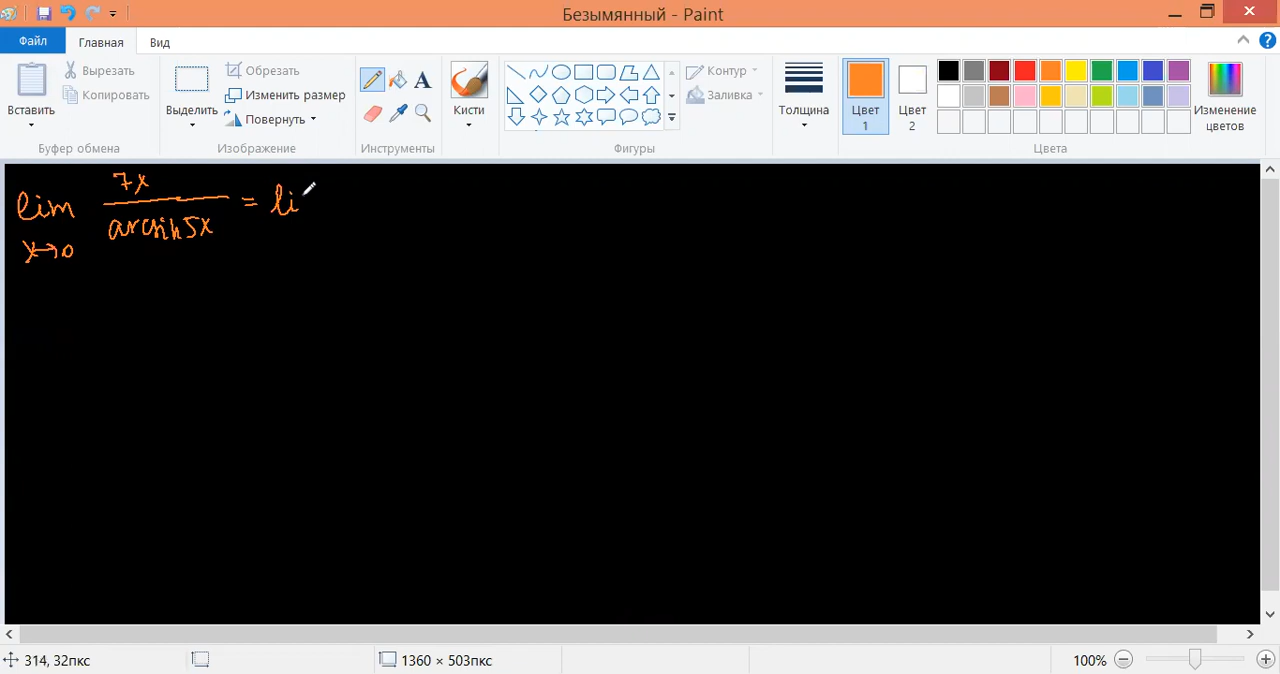 Безымянный - Paint
Файл Главная Вид
Вставить
Вырезать
Копировать
Буфер обмена
Выделить
Обрезать
Изменить размер
Повернуть
Изображение
A
Инструменты
Кисти
Контур
Заливка
Фигуры
Толщина
Цвет 1
Цвет 2
Изменение цветов
Цвета
lim x→0 7x / arcsin 5x = li
314, 32пкс
1360 × 503пкс
100%